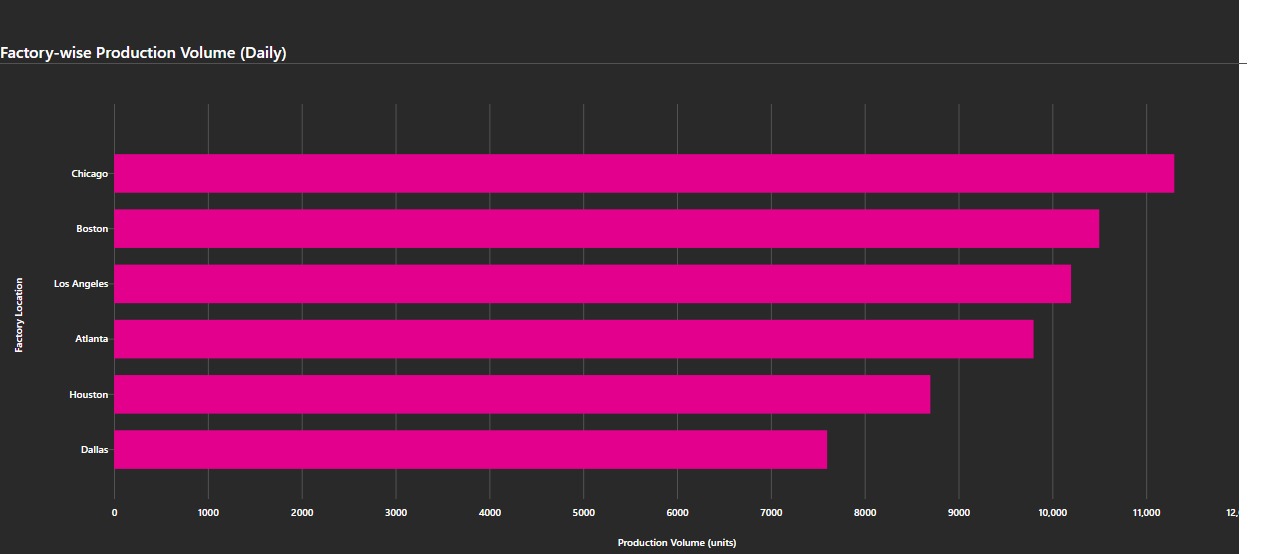 Factory-wise Production Volume (Daily)
Chicago
Boston
Los Angeles
Atlanta
Houston
Dallas
Factory Location
0 1000 2000 3000 4000 5000 6000 7000 8000 9000 10,000 11,000
Production Volume (units)